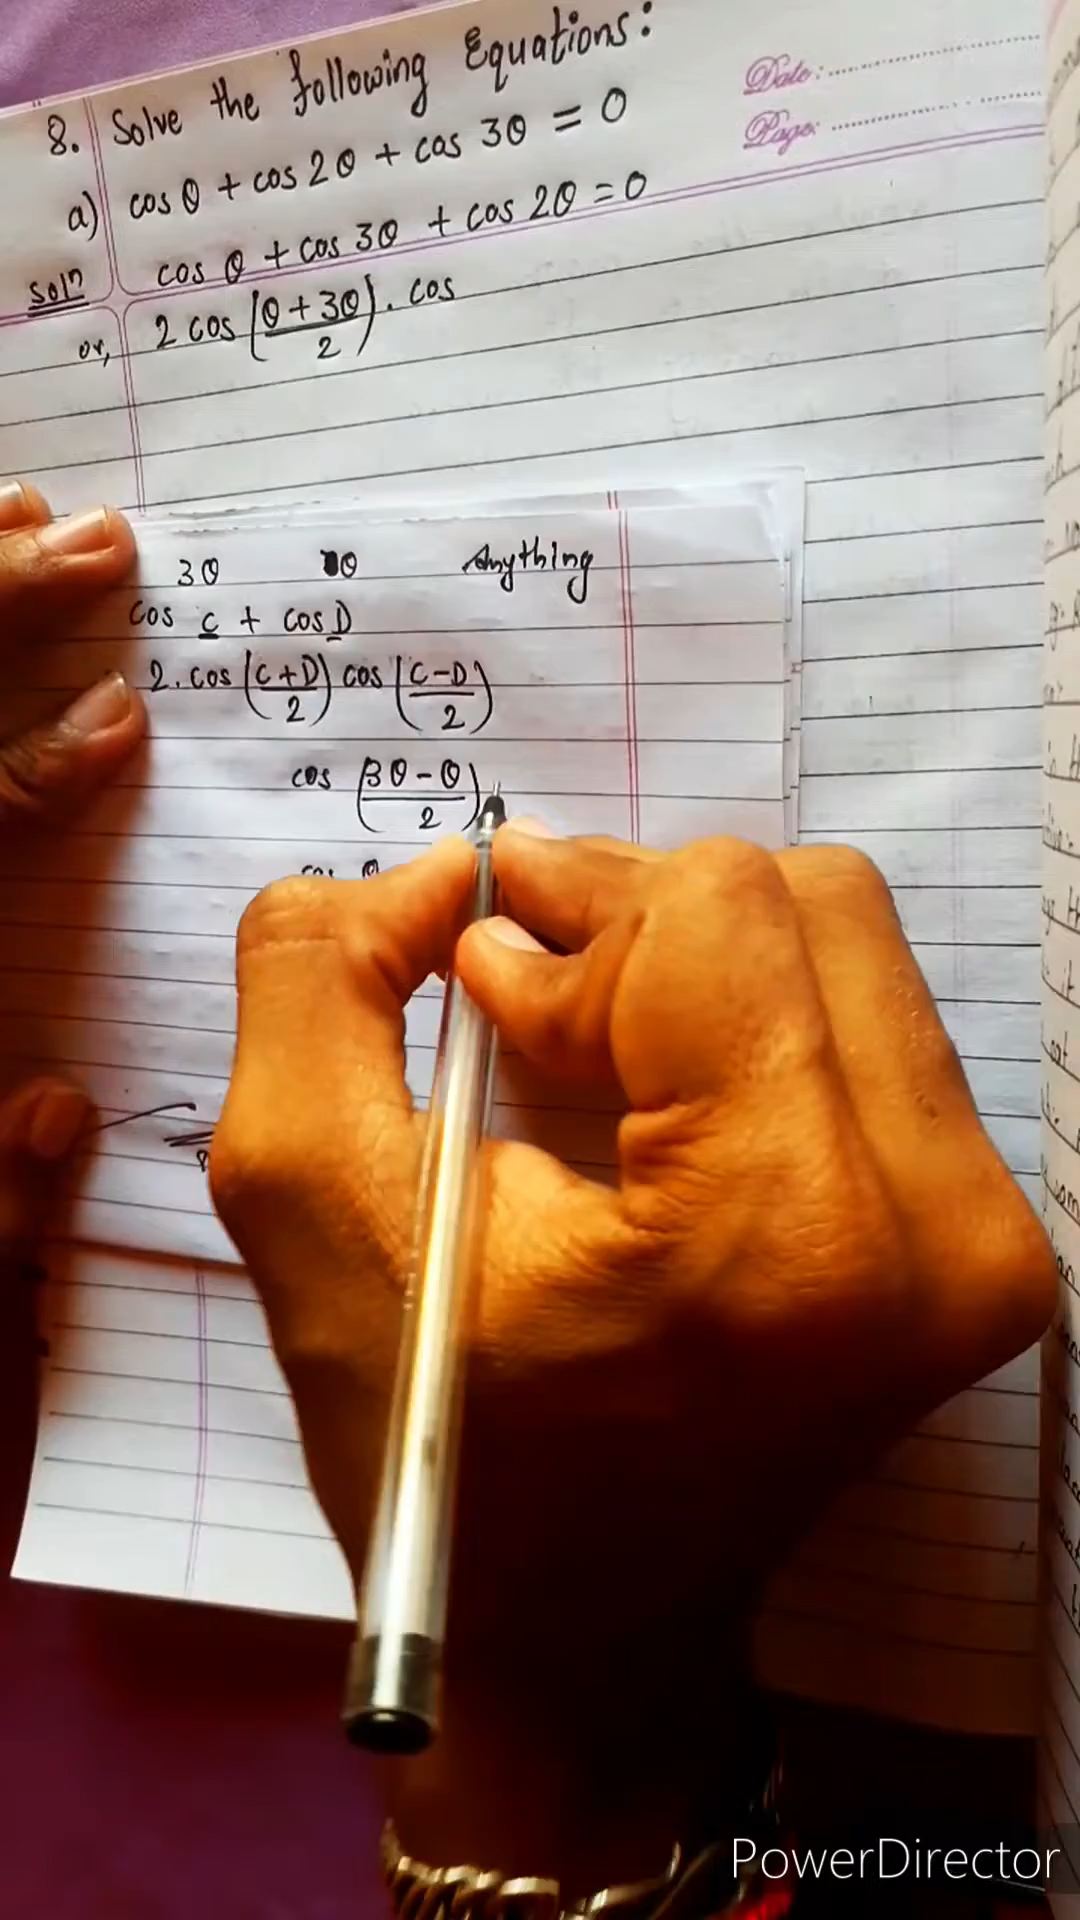 8. Solve the following Equations:
a) cos θ + cos 2θ + cos 3θ = 0
Solⁿ cos θ + cos 3θ + cos 2θ = 0
or, 2 cos (θ + 3θ / 2) . cos
Date:
Page:
3θ θ Anything
cos C + cos D
2. cos (C+D / 2) cos (C-D / 2)
cos (3θ - θ / 2)
cos θ
PowerDirector